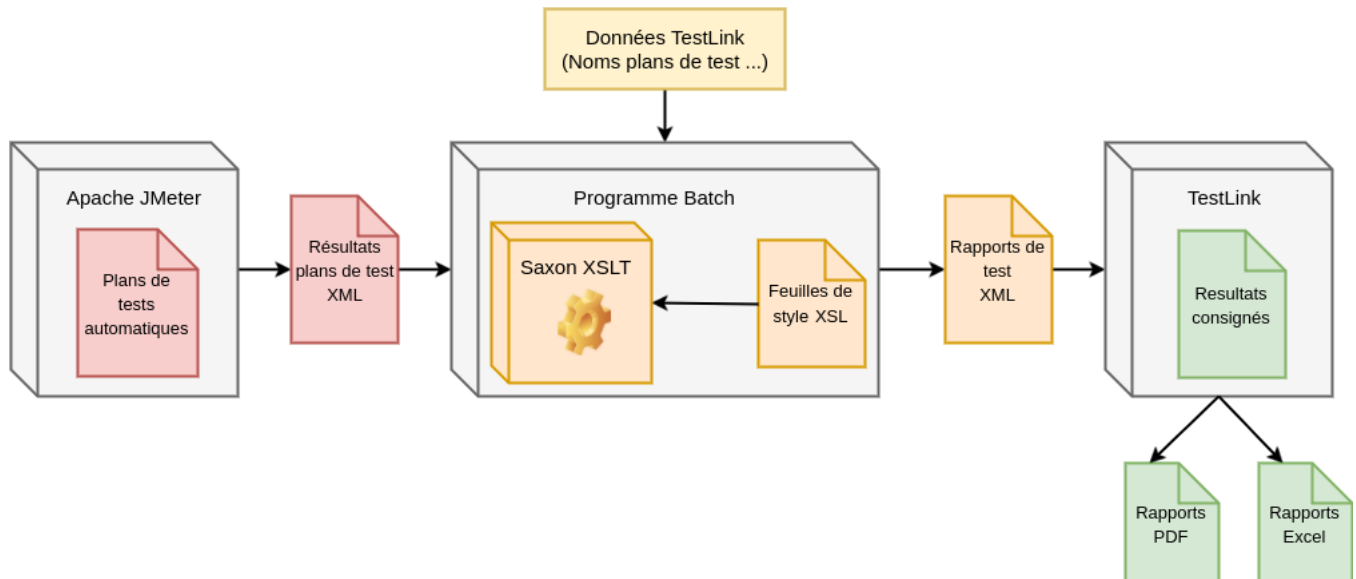 Données TestLink
(Noms plans de test ...)
Apache JMeter
Plans de
tests
automatiques
Résultats
plans de test
XML
Programme Batch
Saxon XSLT
Feuilles de
style XSL
Rapports de
test
XML
TestLink
Resultats
consignés
Rapports
PDF
Rapports
Excel